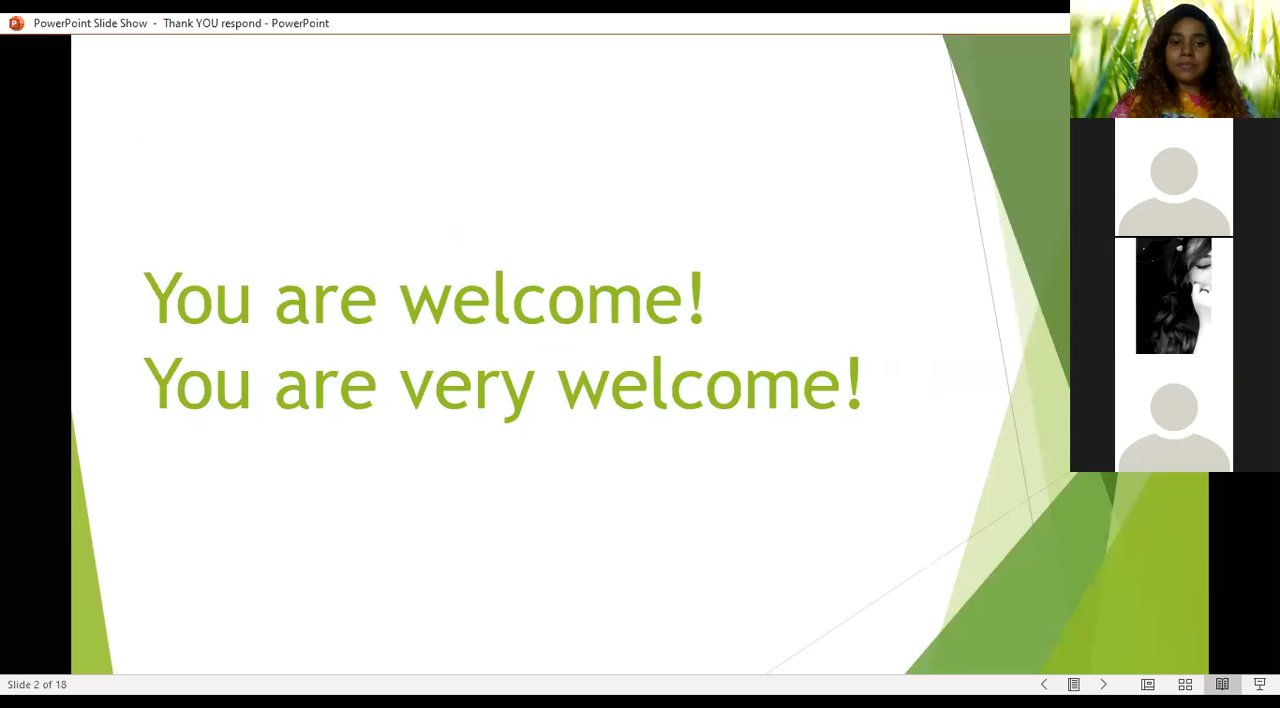 PowerPoint Slide Show - Thank YOU respond - PowerPoint
You are welcome!
You are very welcome!
Slide 2 of 18